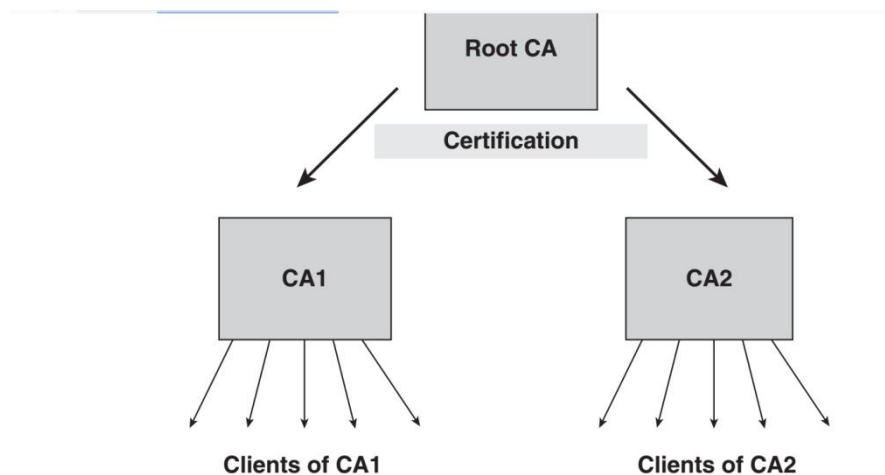 Root CA
Certification
CA1
CA2
Clients of CA1
Clients of CA2